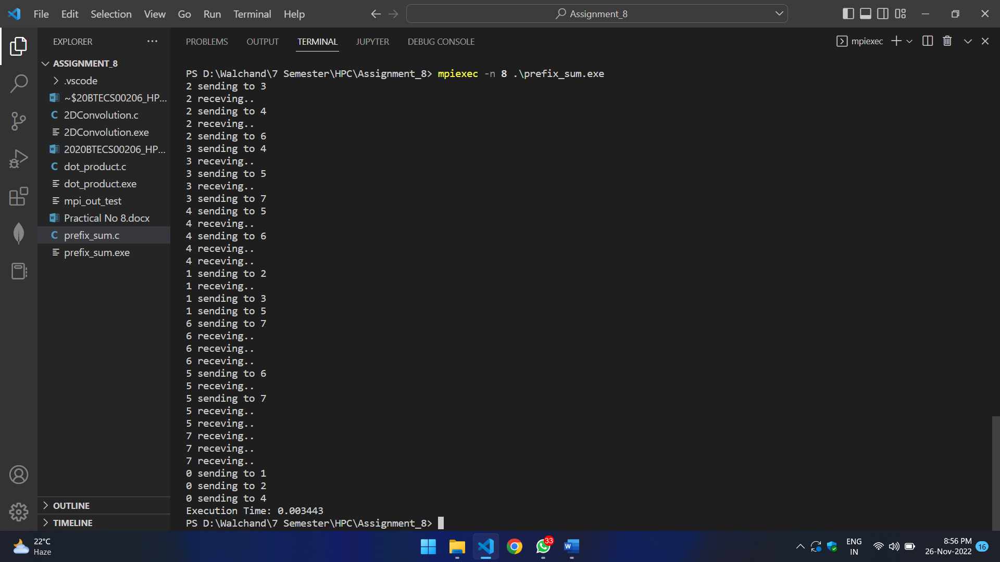 File Edit Selection View Go Run Terminal Help
Assignment_8
EXPLORER
ASSIGNMENT_8
.vscode
~$20BTECS00206_HP...
2DConvolution.c
2DConvolution.exe
2020BTECS00206_HP...
dot_product.c
dot_product.exe
mpi_out_test
Practical No 8.docx
prefix_sum.c
prefix_sum.exe
OUTLINE
TIMELINE
PROBLEMS OUTPUT TERMINAL JUPYTER DEBUG CONSOLE
mpiexec
PS D:\Walchand\7 Semester\HPC\Assignment_8> mpiexec -n 8 .\prefix_sum.exe
2 sending to 3
2 receving..
2 sending to 4
2 receving..
2 sending to 6
3 sending to 4
3 receving..
3 sending to 5
3 receving..
3 sending to 7
4 sending to 5
4 receving..
4 sending to 6
4 receving..
4 receving..
1 sending to 2
1 receving..
1 sending to 3
1 sending to 5
6 sending to 7
6 receving..
6 receving..
6 receving..
5 sending to 6
5 receving..
5 sending to 7
5 receving..
5 receving..
7 receving..
7 receving..
7 receving..
0 sending to 1
0 sending to 2
0 sending to 4
Execution Time: 0.003443
PS D:\Walchand\7 Semester\HPC\Assignment_8>
22°C
Haze
33
ENG
IN
8:56 PM
26-Nov-2022
16